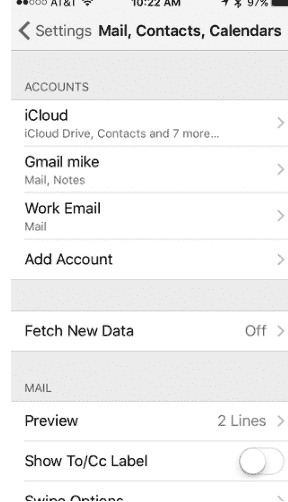 AT&T 10:22 AM 97%
Settings Mail, Contacts, Calendars
ACCOUNTS
iCloud
iCloud Drive, Contacts and 7 more...
Gmail mike
Mail, Notes
Work Email
Mail
Add Account
Fetch New Data Off
MAIL
Preview 2 Lines
Show To/Cc Label
Swipe Options